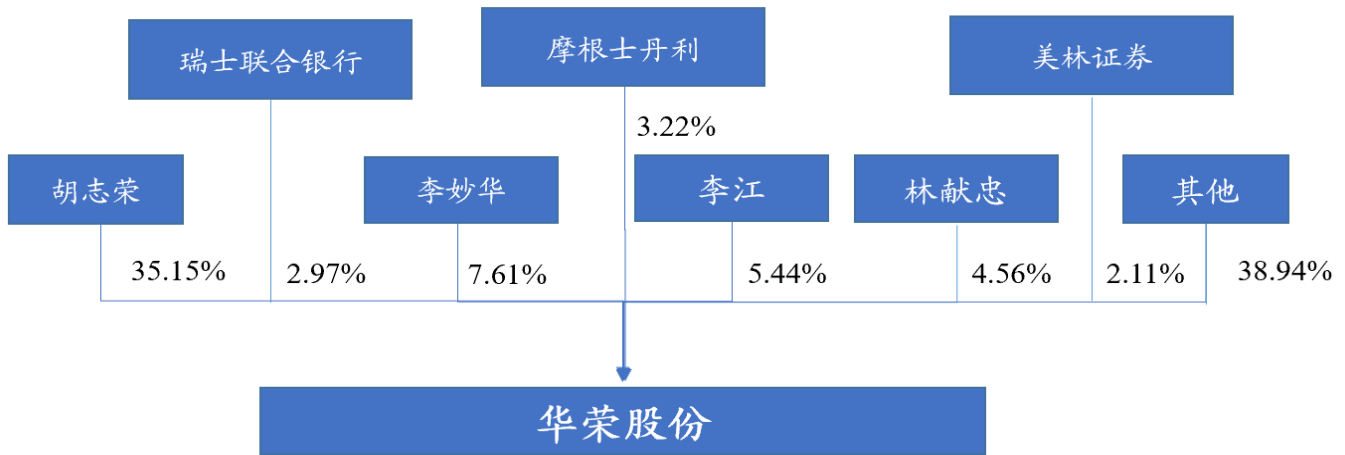 瑞士联合银行
摩根士丹利
美林证券
3.22%
胡志荣
李妙华
李江
林献忠
其他
35.15%
2.97%
7.61%
5.44%
4.56%
2.11%
38.94%
华荣股份